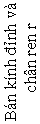 Bán kính đỉnh và
chân ren r